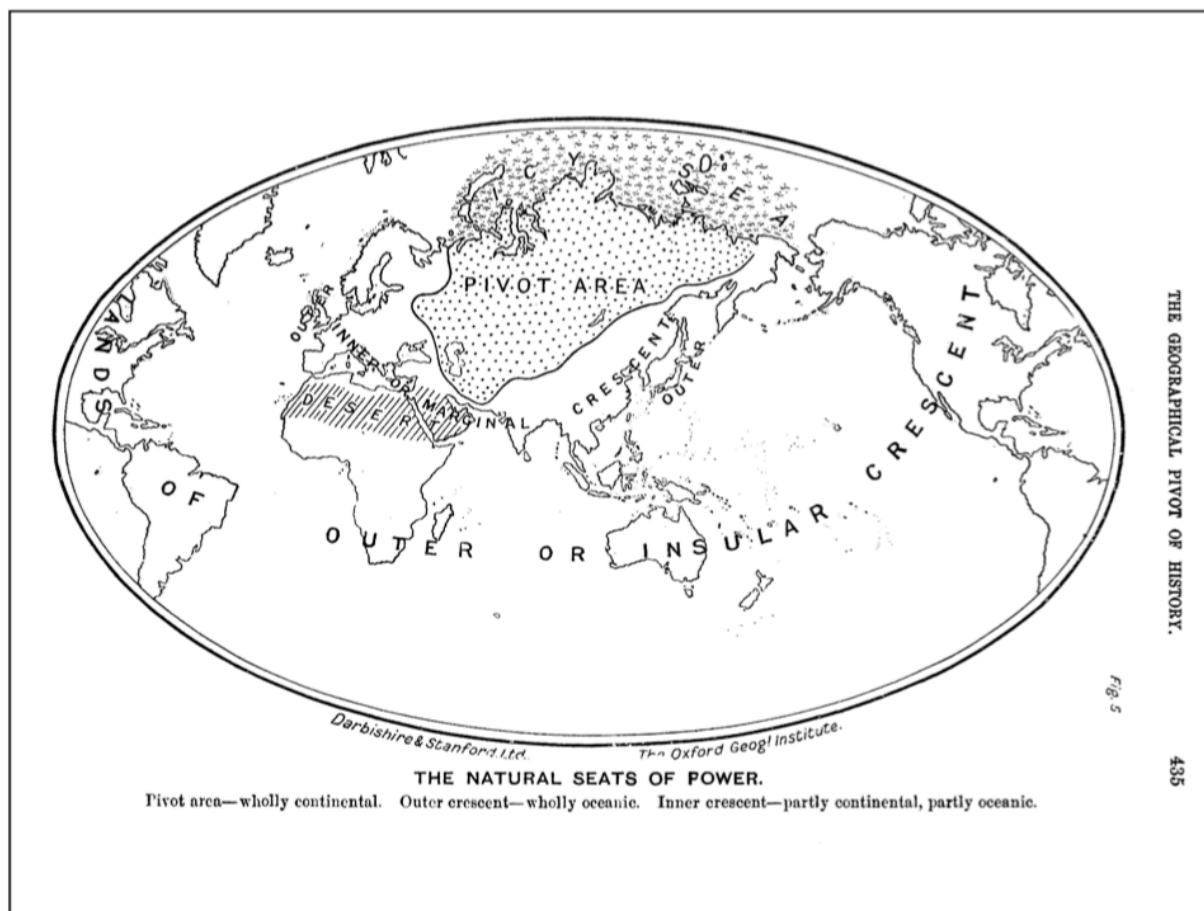 THE GEOGRAPHICAL PIVOT OF HISTORY.
435
Fig. 5
ICY SEA
PIVOT AREA
OUTER
INNER OR MARGINAL CRESCENT
OUTER
DESERT
LANDS OF OUTER OR INSULAR CRESCENT
Darbishire & Stanford, Ltd.
The Oxford Geogl Institute.
THE NATURAL SEATS OF POWER.
Pivot area—wholly continental. Outer crescent—wholly oceanic. Inner crescent—partly continental, partly oceanic.